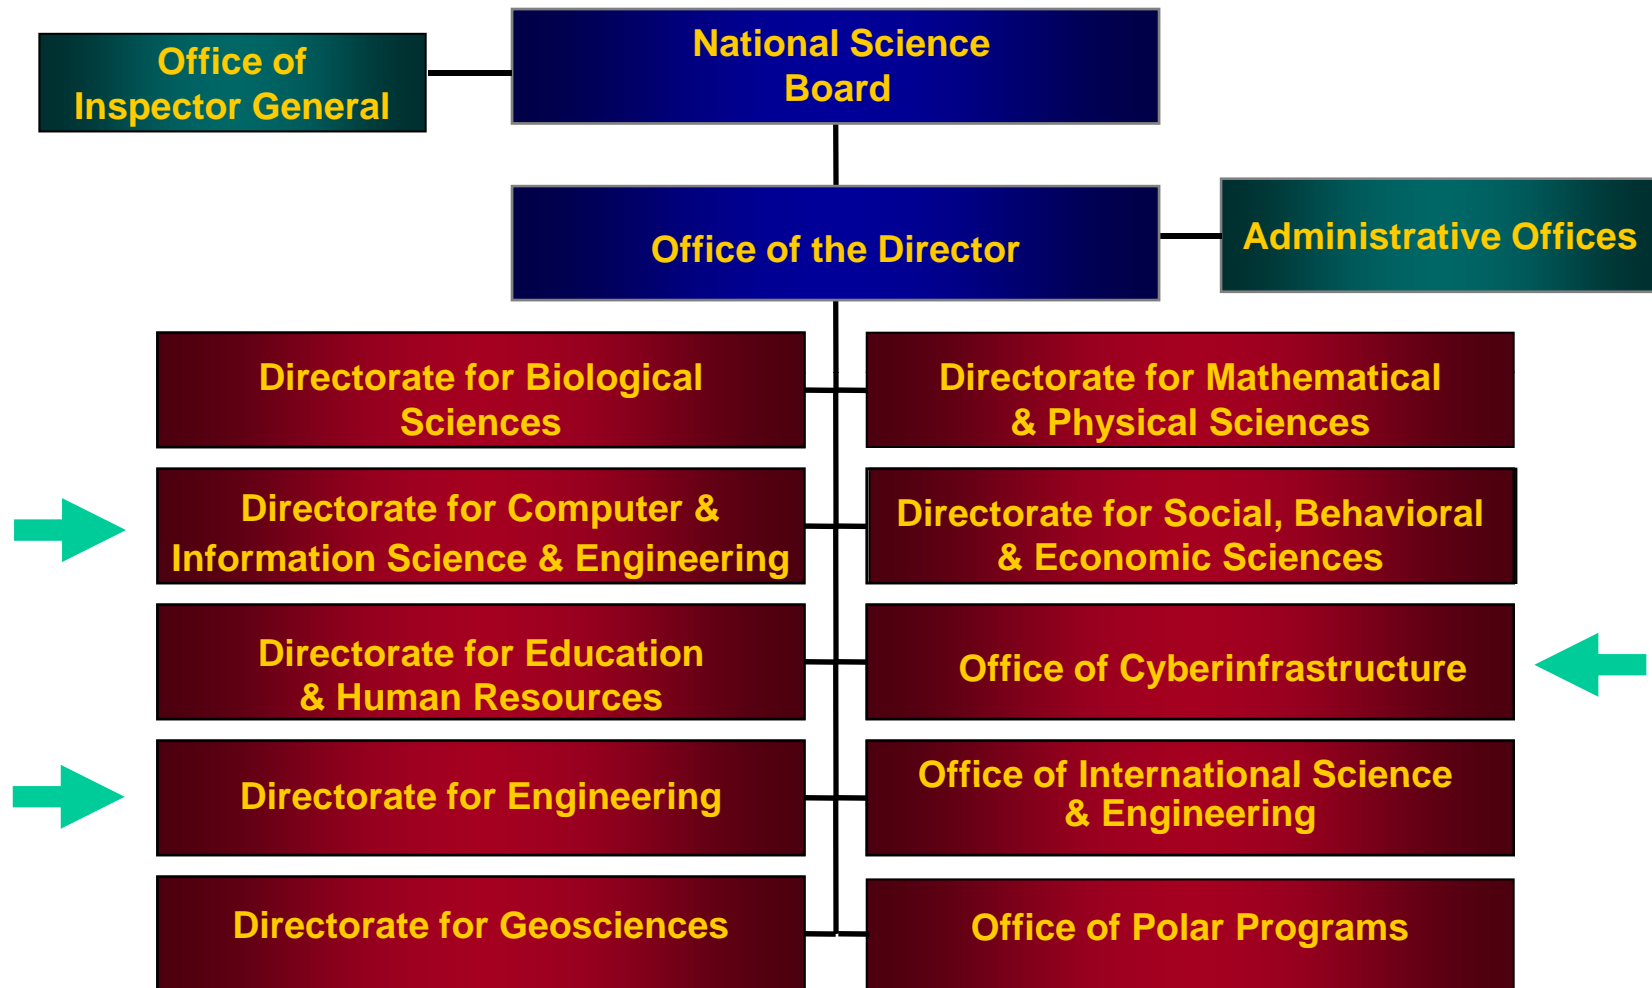 Office of
Inspector General
National Science
Board
Office of the Director
Administrative Offices
Directorate for Biological
Sciences
Directorate for Mathematical
& Physical Sciences
Directorate for Computer &
Information Science & Engineering
Directorate for Social, Behavioral
& Economic Sciences
Directorate for Education
& Human Resources
Office of Cyberinfrastructure
Directorate for Engineering
Office of International Science
& Engineering
Directorate for Geosciences
Office of Polar Programs